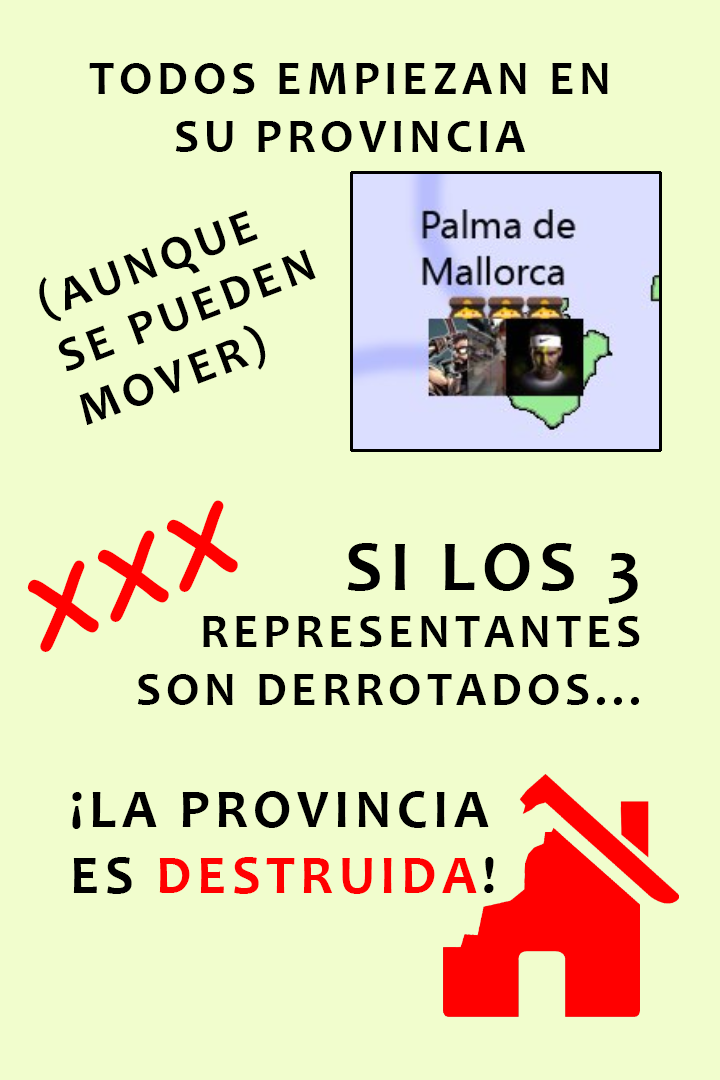 TODOS EMPIEZAN EN
SU PROVINCIA
(AUNQUE
SE PUEDEN
MOVER)
Palma de
Mallorca
XXX
SI LOS 3
REPRESENTANTES
SON DERROTADOS...
¡LA PROVINCIA
ES DESTRUIDA!